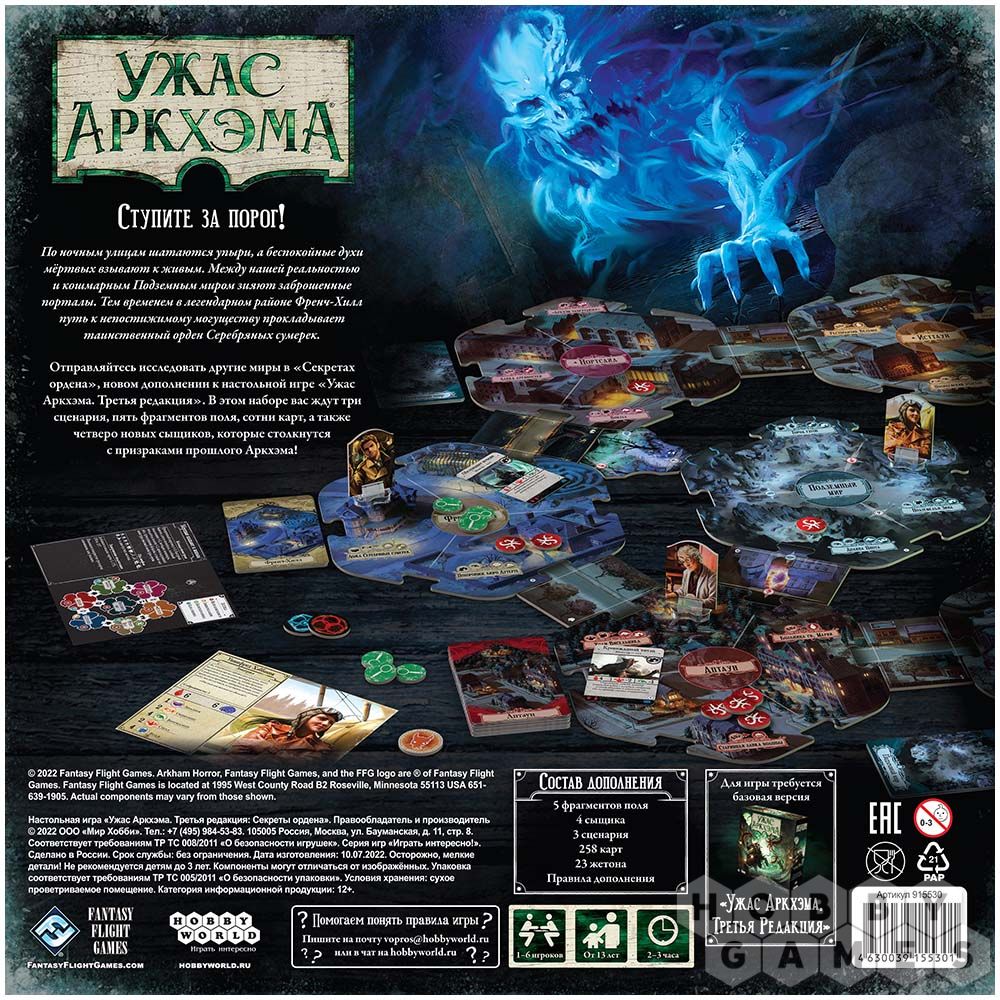 УЖАС
АРКХЭМА
СТУПИТЕ ЗА ПОРОГ!
По ночным улицам шатаются упыри, а беспокойные духи
мёртвых взывают к живым. Между нашей реальностью
и кошмарным Подземным миром зияют заброшенные
порталы. Тем временем в легендарном районе Френч-Хилл
путь к непостижимому могуществу прокладывает
таинственный орден Серебряных сумерек.
Отправляйтесь исследовать другие миры в «Секретах
ордена», новом дополнении к настольной игре «Ужас
Аркхэма. Третья редакция». В этом наборе вас ждут три
сценария, пять фрагментов поля, сотни карт, а также
четверо новых сыщиков, которые столкнутся
с призраками прошлого Аркхэма!
НОРТСАЙД
ИСТТАУН
ПОДЗЕМНЫЙ
МИР
ФРЕНЧ-ХИЛЛ
АПТАУН
БОЛЬНИЦА СВ. МАРИИ
АПТАУН
© 2022 Fantasy Flight Games. Arkham Horror, Fantasy Flight Games, and the FFG logo are ® of Fantasy Flight
Games. Fantasy Flight Games is located at 1995 West County Road B2 Roseville, Minnesota 55113 USA 651-
639-1905. Actual components may vary from those shown.
Настольная игра «Ужас Аркхэма. Третья редакция: Секреты ордена». Правообладатель и производитель
© 2022 ООО «Мир Хобби». Тел.: +7 (495) 984-53-83. 105005 Россия, Москва, ул. Бауманская, д. 11, стр. 8.
Соответствует требованиям ТР ТС 008/2011 «О безопасности игрушек». Серия игр «Играть интересно!».
Сделано в России. Срок службы: без ограничения. Дата изготовления: 10.07.2022. Осторожно, мелкие
детали! Не рекомендуется детям до 3 лет. Компоненты могут отличаться от изображённых. Упаковка
соответствует требованиям ТР ТС 005/2011 «О безопасности упаковки». Условия хранения: сухое
проветриваемое помещение. Категория информационной продукции: 12+.
СОСТАВ ДОПОЛНЕНИЯ
5 фрагментов поля
4 сыщика
3 сценария
258 карт
23 жетона
Правила дополнения
Для игры требуется
базовая версия
«УЖАС АРКХЭМА.
ТРЕТЬЯ РЕДАКЦИЯ»
EAC
0-3
21
PAP
Артикул 915530
4 630039 155301
FANTASY
FLIGHT
GAMES
FANTASYFLIGHTGAMES.COM
HOBBY
WORLD
Играть интересно
HOBBYWORLD.RU
Помогаем понять правила игры
Пишите на почту vopros@hobbyworld.ru
или в чат на hobbyworld.ru
1–6 игроков
От 13 лет
2–3 часа
HOBBY
GAMES